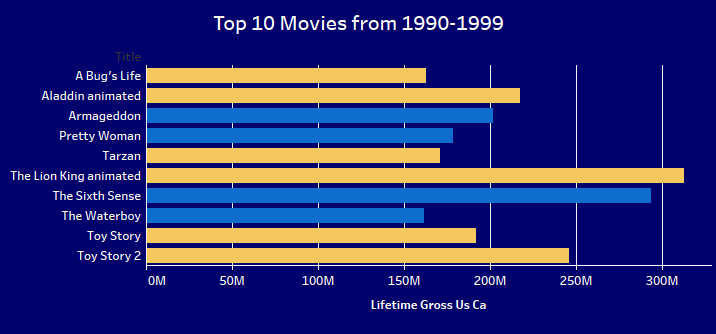 Top 10 Movies from 1990-1999
Title
A Bug's Life
Aladdin animated
Armageddon
Pretty Woman
Tarzan
The Lion King animated
The Sixth Sense
The Waterboy
Toy Story
Toy Story 2
0M 50M 100M 150M 200M 250M 300M
Lifetime Gross Us Ca